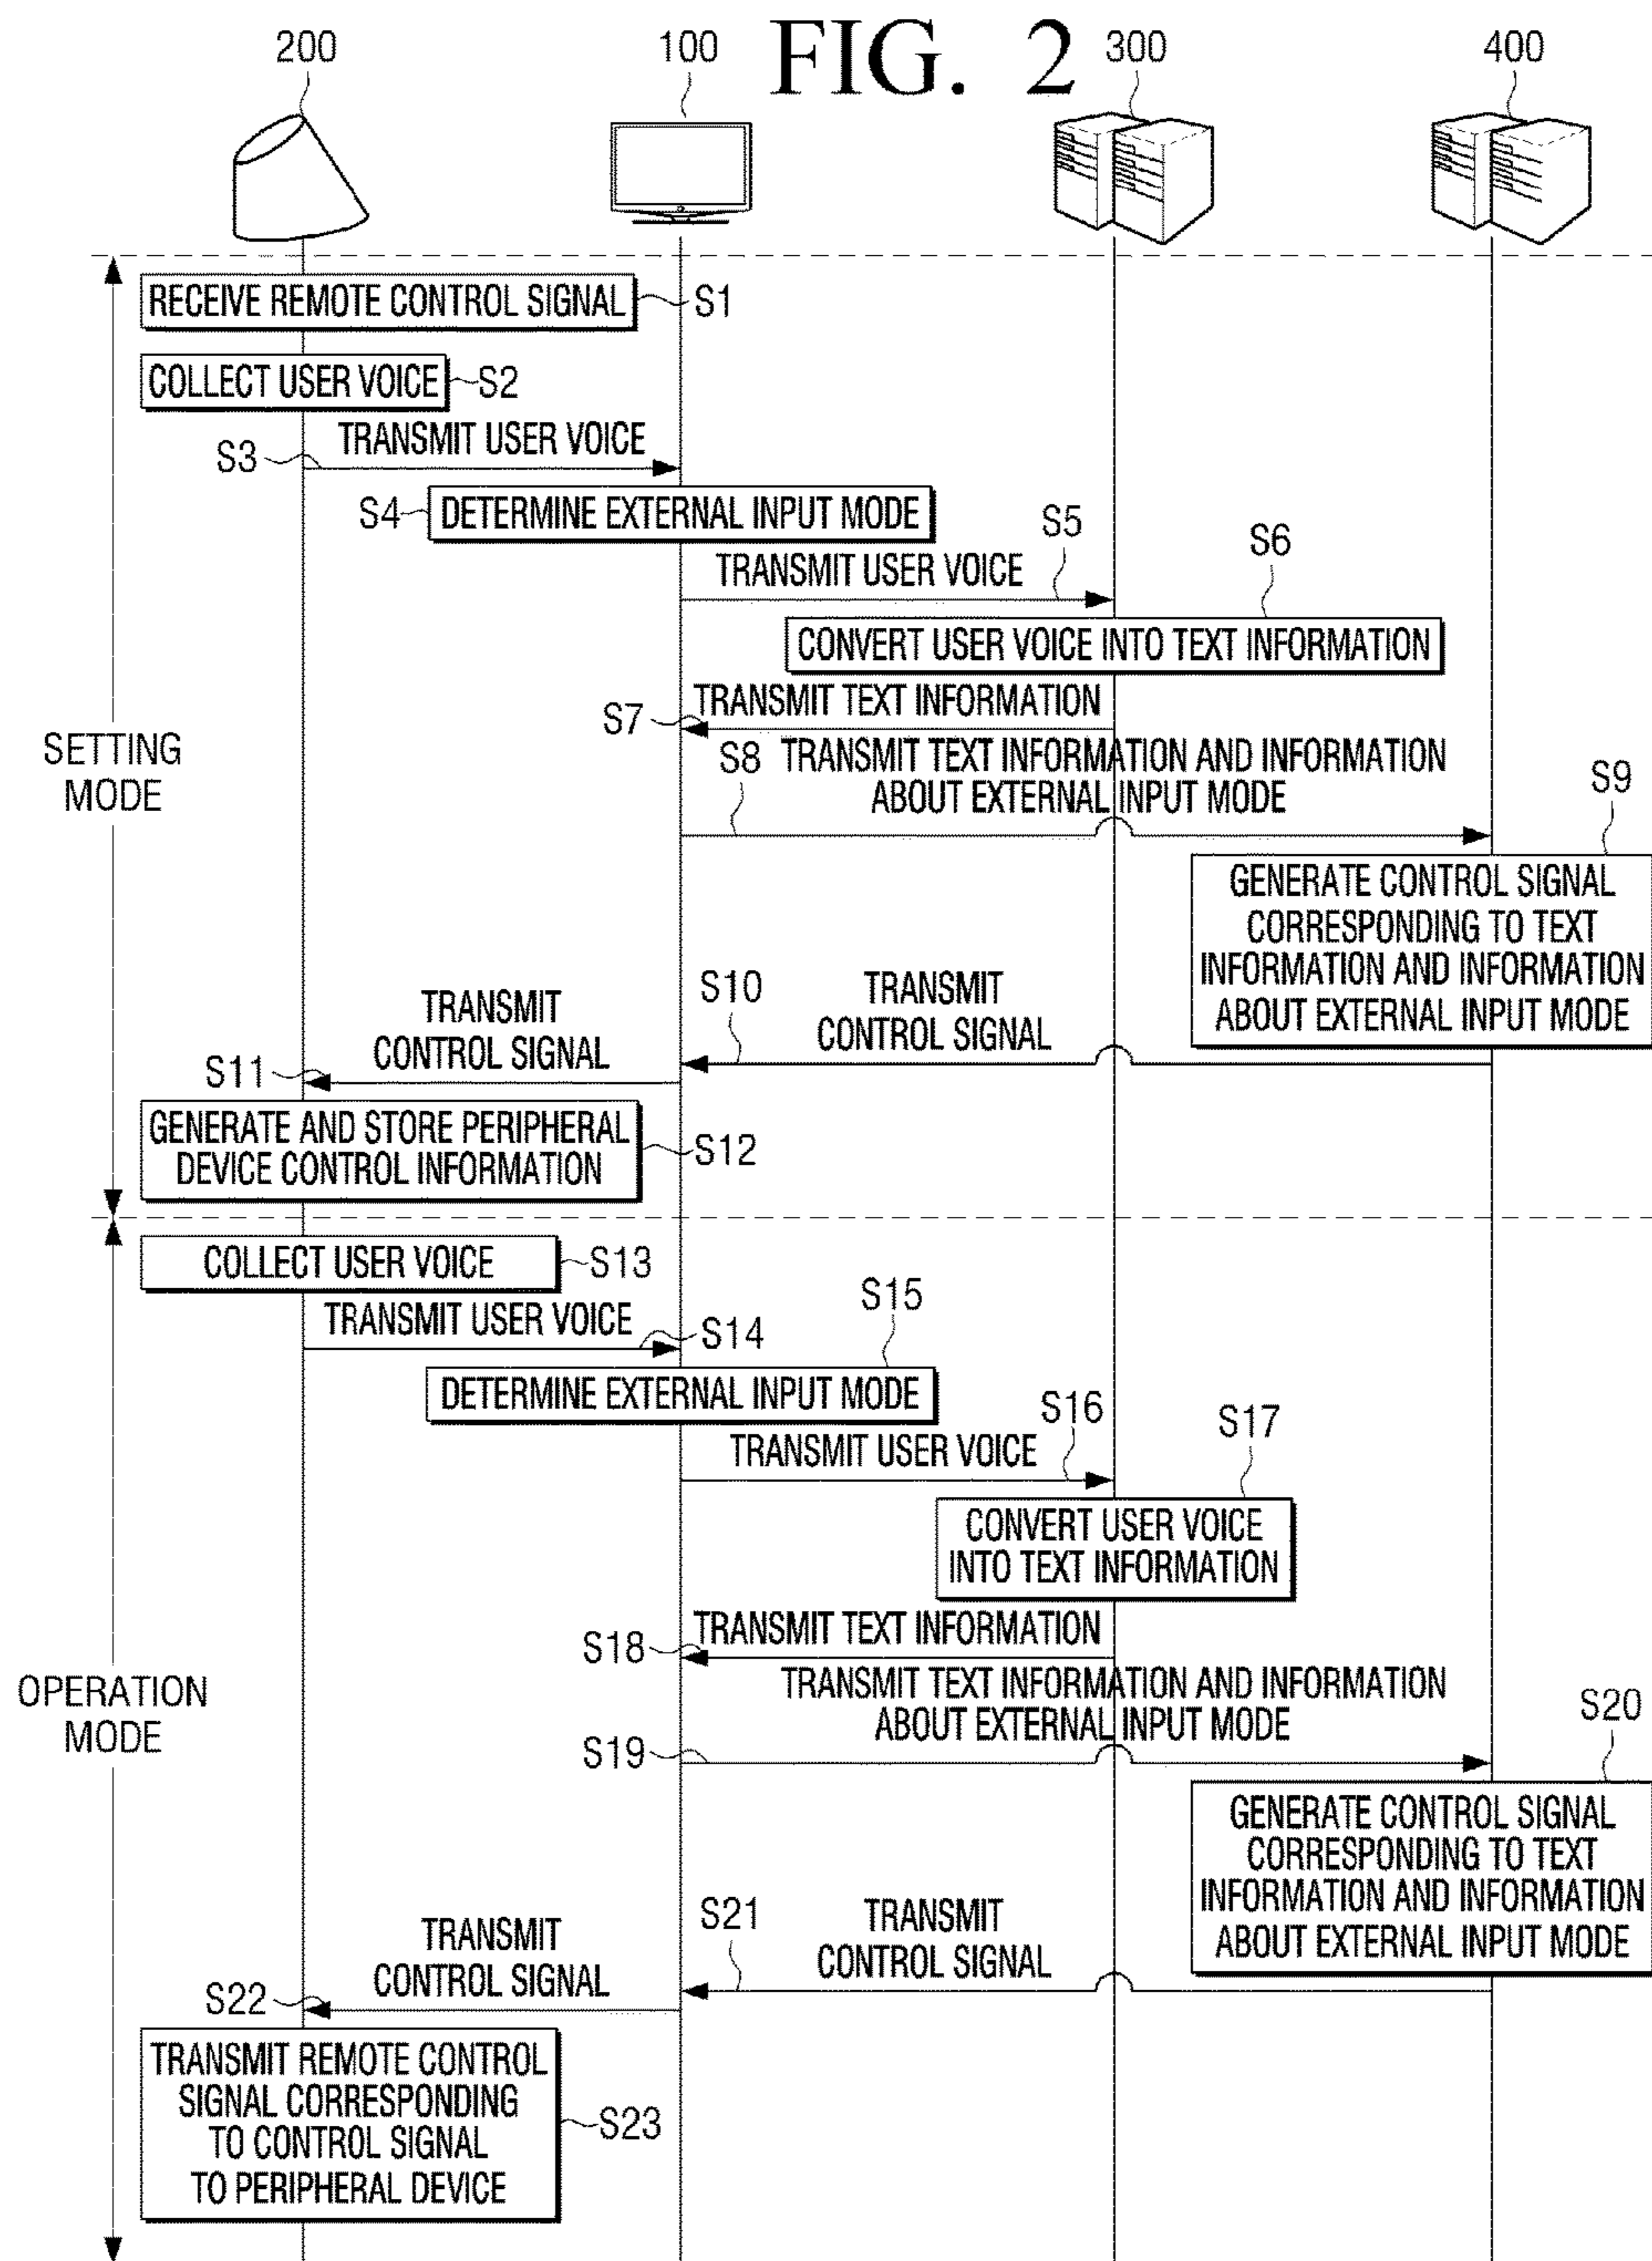 FIG. 2
200
100
300
400
RECEIVE REMOTE CONTROL SIGNAL
S1
COLLECT USER VOICE
S2
TRANSMIT USER VOICE
S3
S4
DETERMINE EXTERNAL INPUT MODE
S5
TRANSMIT USER VOICE
S6
CONVERT USER VOICE INTO TEXT INFORMATION
TRANSMIT TEXT INFORMATION
S7
SETTING
MODE
S8
TRANSMIT TEXT INFORMATION AND INFORMATION
ABOUT EXTERNAL INPUT MODE
S9
GENERATE CONTROL SIGNAL
CORRESPONDING TO TEXT
INFORMATION AND INFORMATION
ABOUT EXTERNAL INPUT MODE
S10
TRANSMIT
CONTROL SIGNAL
TRANSMIT
CONTROL SIGNAL
S11
GENERATE AND STORE PERIPHERAL
DEVICE CONTROL INFORMATION
S12
COLLECT USER VOICE
S13
TRANSMIT USER VOICE
S14
S15
DETERMINE EXTERNAL INPUT MODE
S16
TRANSMIT USER VOICE
S17
CONVERT USER VOICE
INTO TEXT INFORMATION
TRANSMIT TEXT INFORMATION
S18
OPERATION
MODE
TRANSMIT TEXT INFORMATION AND INFORMATION
ABOUT EXTERNAL INPUT MODE
S19
S20
GENERATE CONTROL SIGNAL
CORRESPONDING TO TEXT
INFORMATION AND INFORMATION
ABOUT EXTERNAL INPUT MODE
S21
TRANSMIT
CONTROL SIGNAL
TRANSMIT
CONTROL SIGNAL
S22
TRANSMIT REMOTE CONTROL
SIGNAL CORRESPONDING
TO CONTROL SIGNAL
TO PERIPHERAL DEVICE
S23